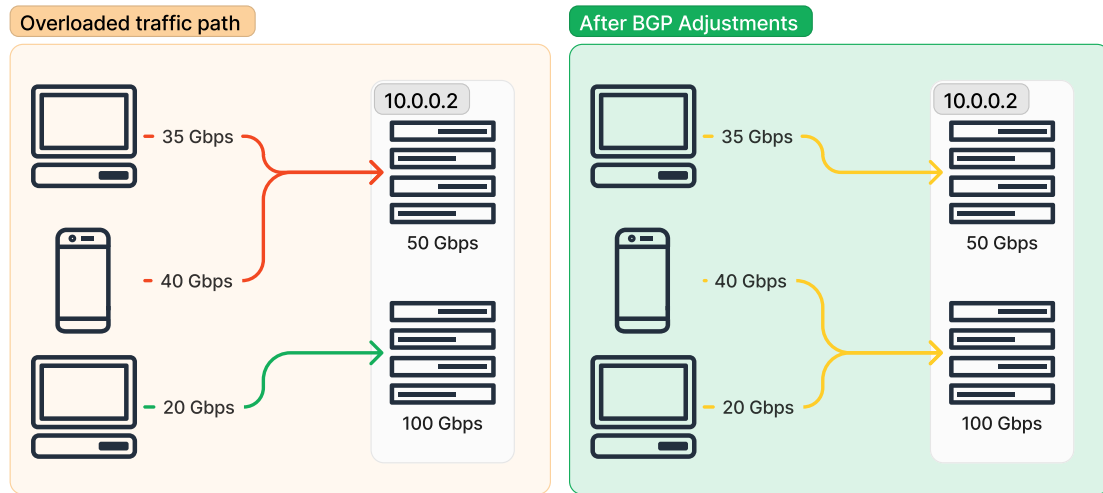 Overloaded traffic path
10.0.0.2
35 Gbps
50 Gbps
40 Gbps
20 Gbps
100 Gbps
After BGP Adjustments
10.0.0.2
35 Gbps
50 Gbps
40 Gbps
20 Gbps
100 Gbps